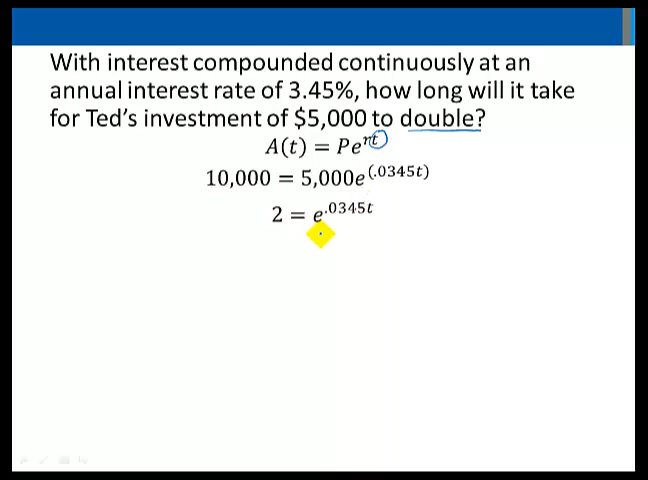 With interest compounded continuously at an
annual interest rate of 3.45%, how long will it take
for Ted's investment of $5,000 to double?
A(t) = Pe^{rt}
10,000 = 5,000e^{(.0345t)}
2 = e^{.0345t}